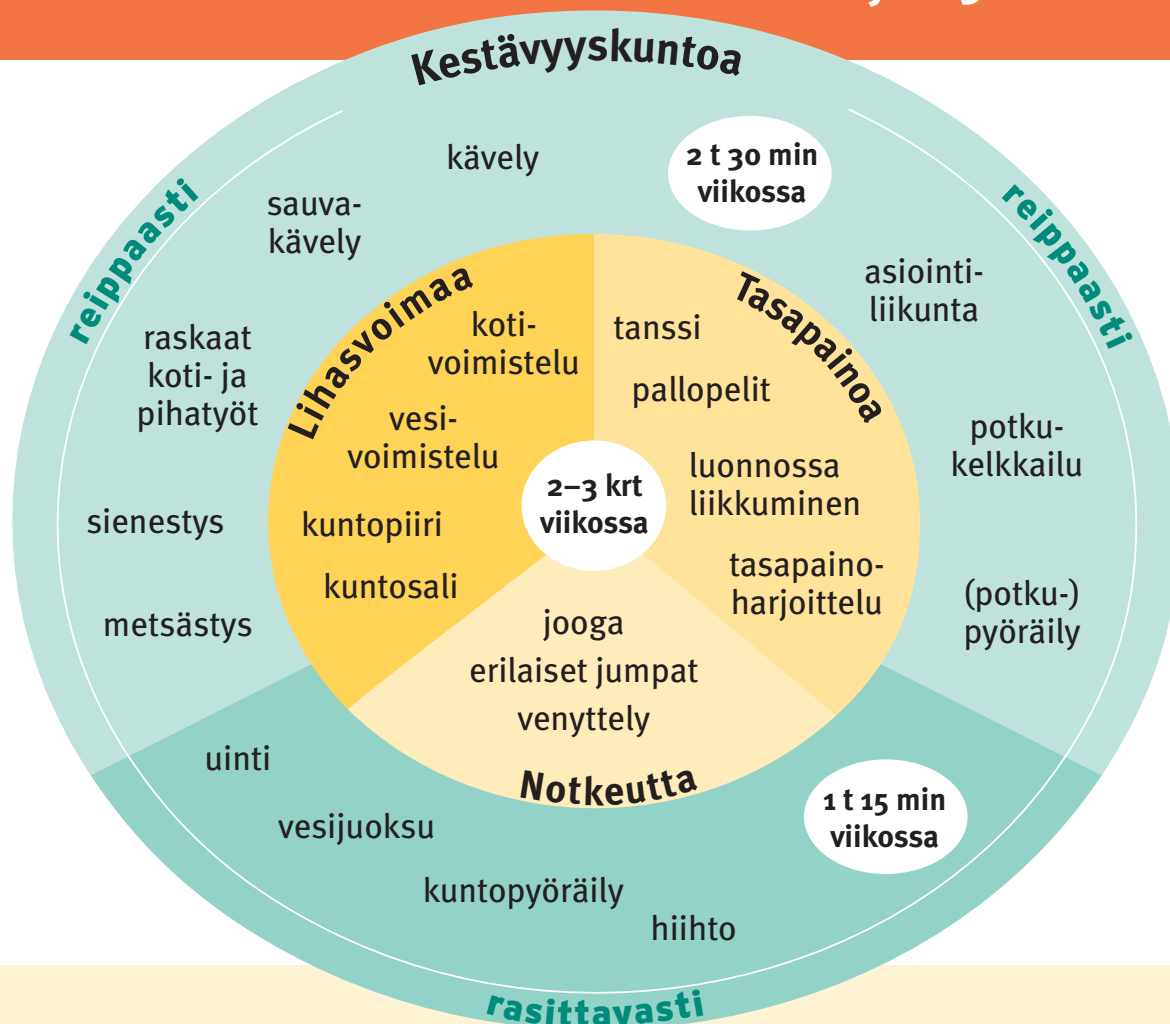 Kestävyyskuntoa
kävely
2 t 30 min
viikossa
sauva-
kävely
reippaasti
reippaasti
asiointi-
liikunta
raskaat
koti- ja
pihatyöt
potku-
kelkkailu
sienestys
metsästys
(potku-)
pyöräily
Lihasvoimaa
koti-
voimistelu
vesi-
voimistelu
kuntopiiri
kuntosali
Tasapainoa
tanssi
pallopelit
luonnossa
liikkuminen
tasapaino-
harjoittelu
2–3 krt
viikossa
jooga
erilaiset jumpat
venyttely
Notkeutta
uinti
vesijuoksu
kuntopyöräily
hiihto
1 t 15 min
viikossa
rasittavasti